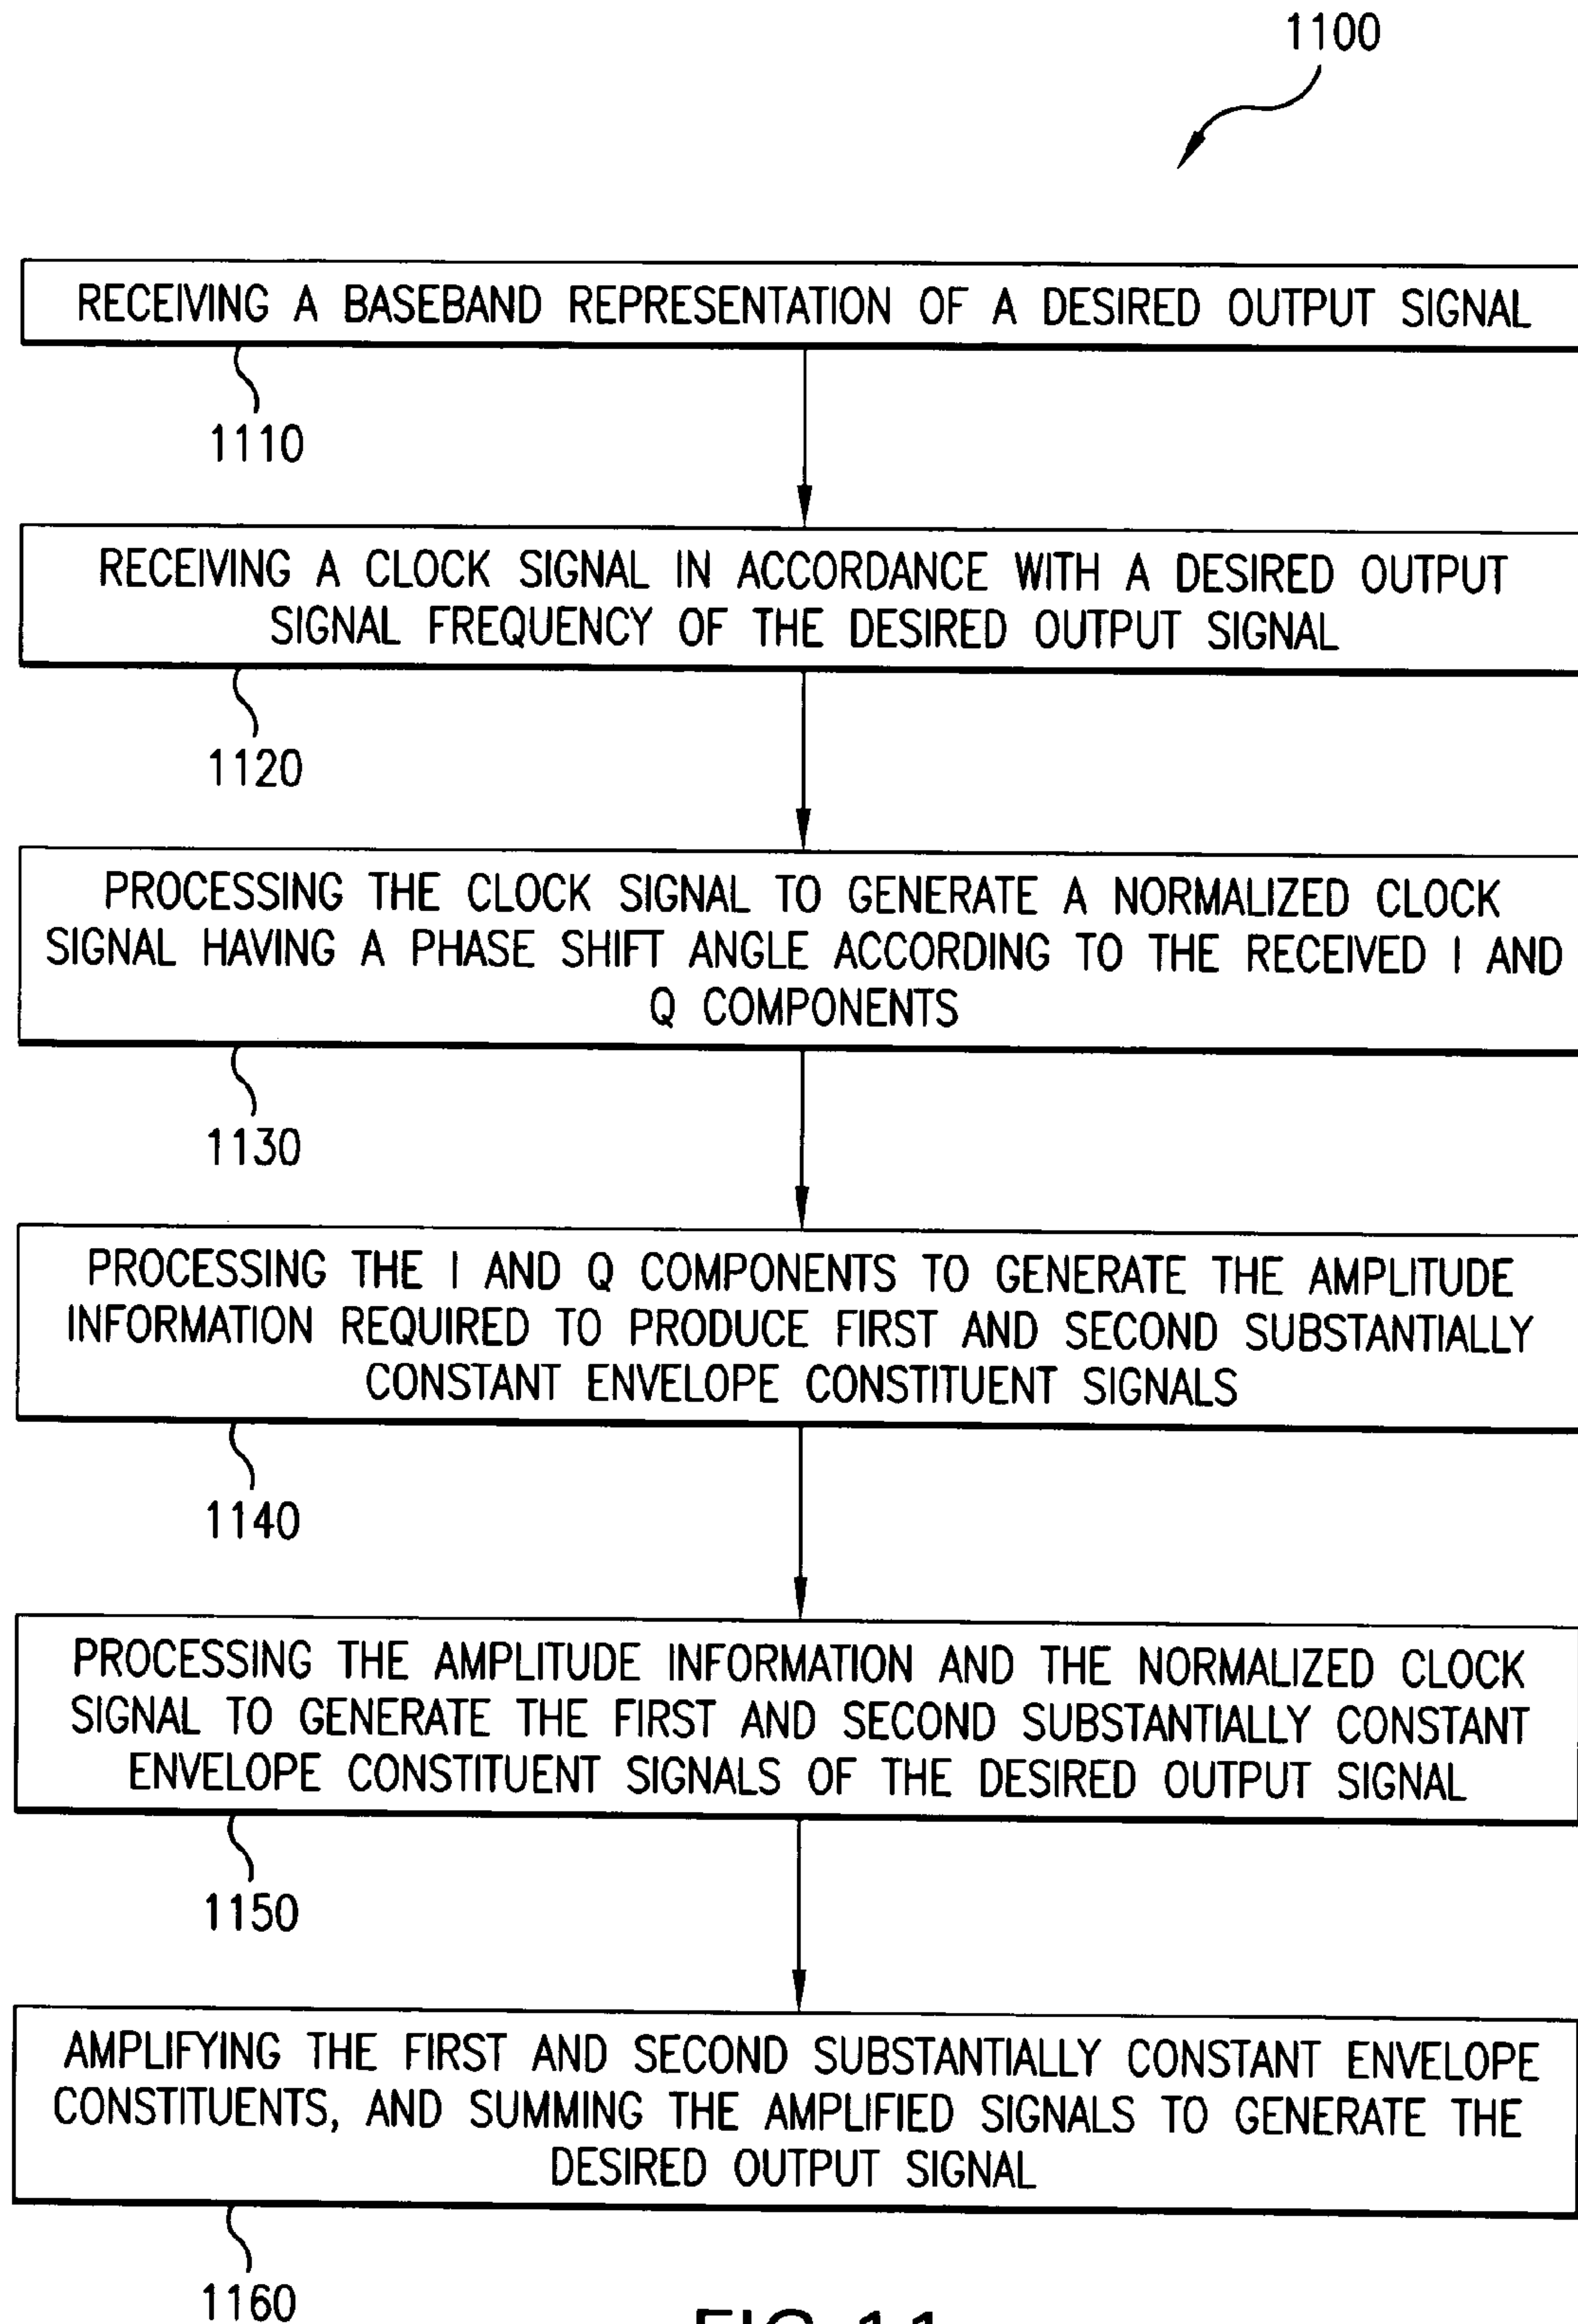 1100
RECEIVING A BASEBAND REPRESENTATION OF A DESIRED OUTPUT SIGNAL
1110
RECEIVING A CLOCK SIGNAL IN ACCORDANCE WITH A DESIRED OUTPUT
SIGNAL FREQUENCY OF THE DESIRED OUTPUT SIGNAL
1120
PROCESSING THE CLOCK SIGNAL TO GENERATE A NORMALIZED CLOCK
SIGNAL HAVING A PHASE SHIFT ANGLE ACCORDING TO THE RECEIVED I AND
Q COMPONENTS
1130
PROCESSING THE I AND Q COMPONENTS TO GENERATE THE AMPLITUDE
INFORMATION REQUIRED TO PRODUCE FIRST AND SECOND SUBSTANTIALLY
CONSTANT ENVELOPE CONSTITUENT SIGNALS
1140
PROCESSING THE AMPLITUDE INFORMATION AND THE NORMALIZED CLOCK
SIGNAL TO GENERATE THE FIRST AND SECOND SUBSTANTIALLY CONSTANT
ENVELOPE CONSTITUENT SIGNALS OF THE DESIRED OUTPUT SIGNAL
1150
AMPLIFYING THE FIRST AND SECOND SUBSTANTIALLY CONSTANT ENVELOPE
CONSTITUENTS, AND SUMMING THE AMPLIFIED SIGNALS TO GENERATE THE
DESIRED OUTPUT SIGNAL
1160
FIG. 11